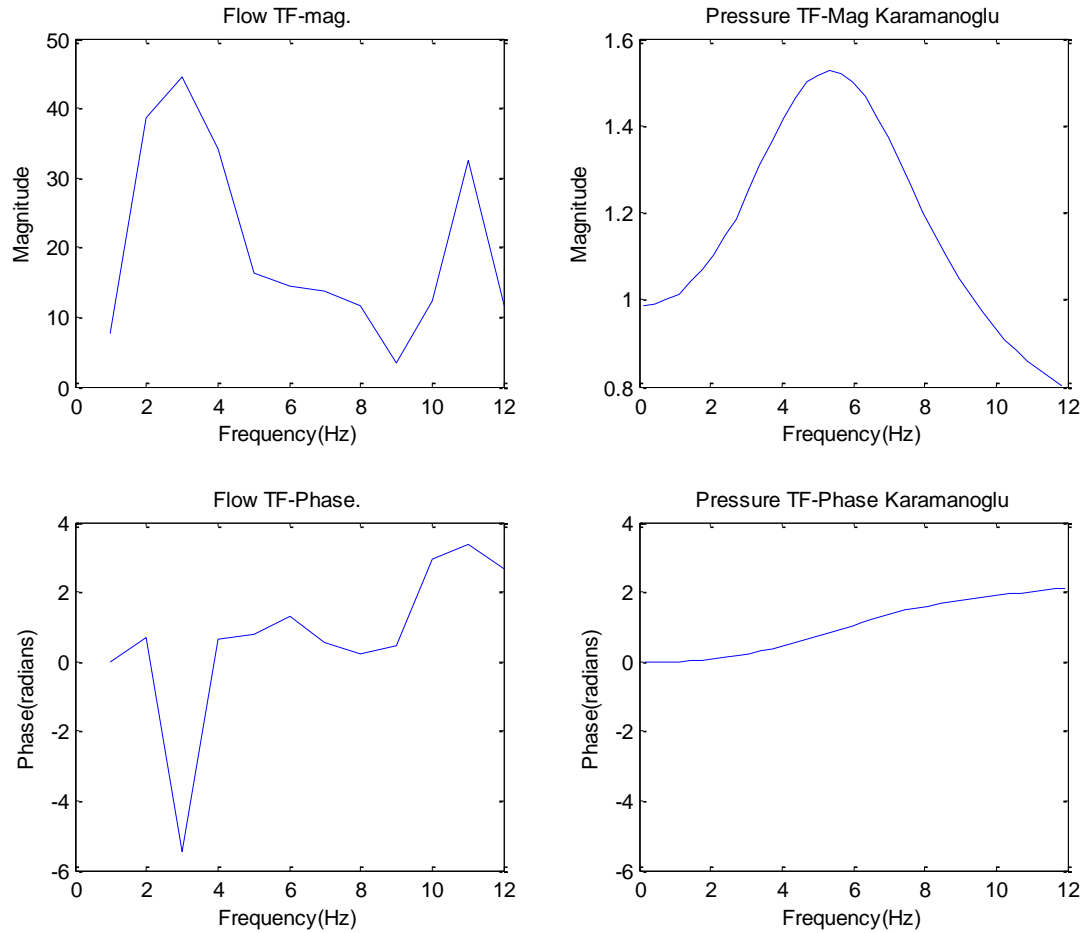 Flow TF-mag.
Magnitude
50
40
30
20
10
0
0 2 4 6 8 10 12
Frequency(Hz)
Pressure TF-Mag Karamanoglu
Magnitude
1.6
1.4
1.2
1
0.8
0 2 4 6 8 10 12
Frequency(Hz)
Flow TF-Phase.
Phase(radians)
4
2
0
-2
-4
-6
0 2 4 6 8 10 12
Frequency(Hz)
Pressure TF-Phase Karamanoglu
Phase(radians)
4
2
0
-2
-4
-6
0 2 4 6 8 10 12
Frequency(Hz)